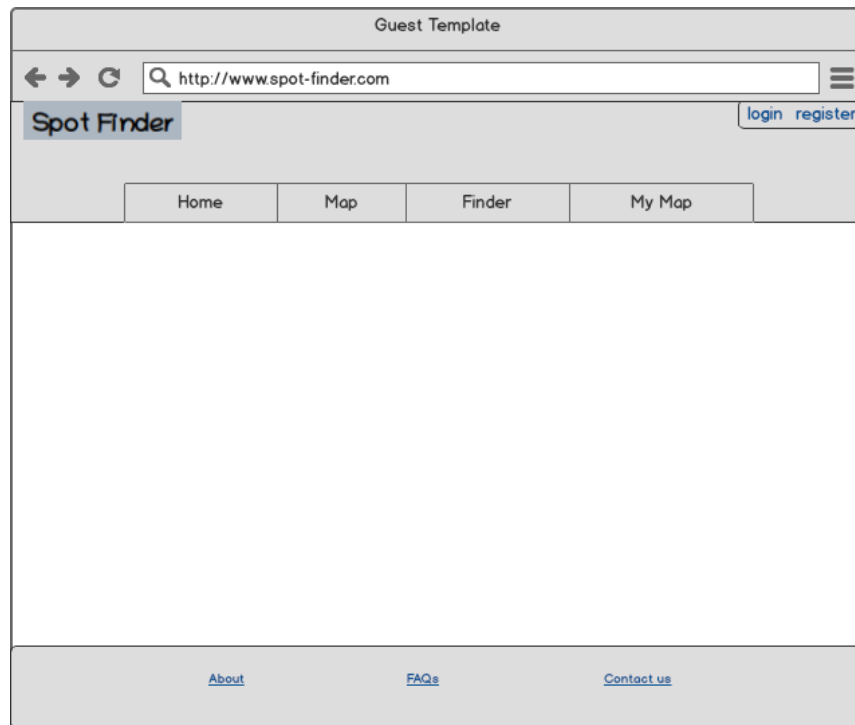 Guest Template
http://www.spot-finder.com
Spot Finder
login register
Home Map Finder My Map
About FAQs Contact us